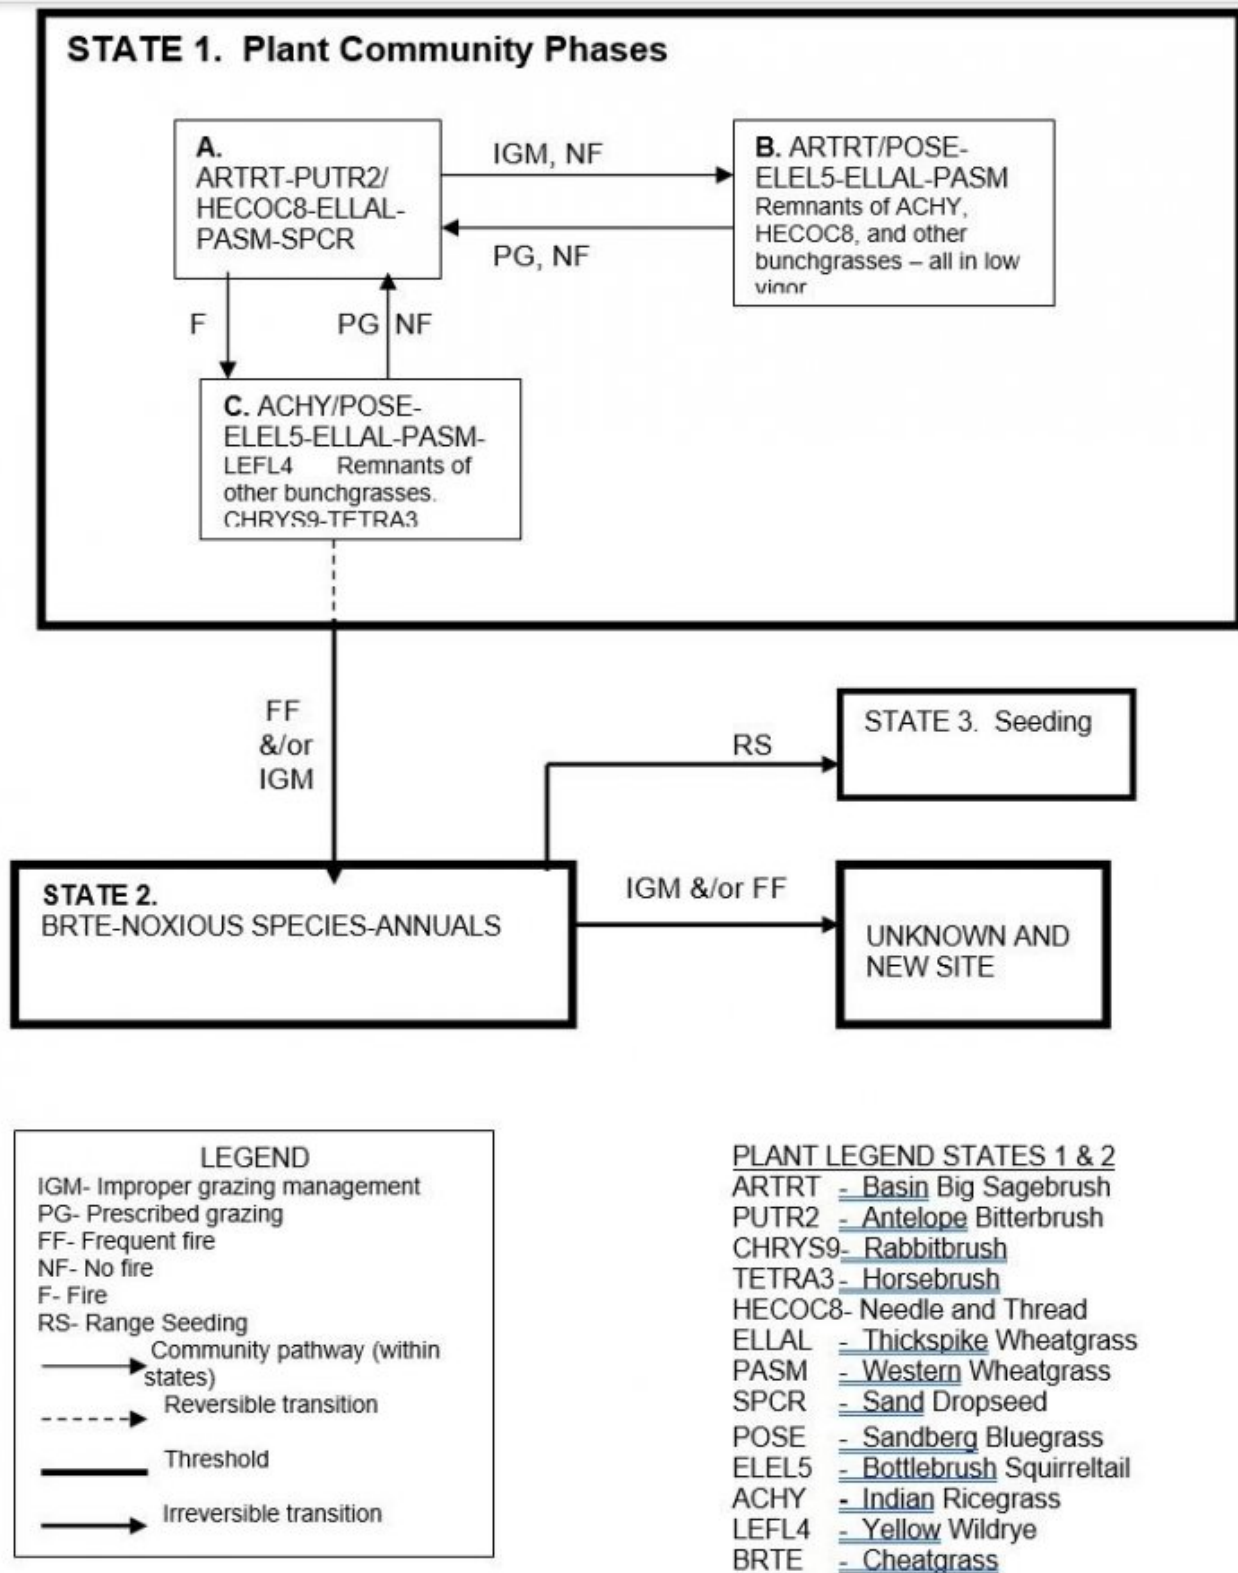 STATE 1. Plant Community Phases
A.
ARTRT-PUTR2/
HECOC8-ELLAL-
PASM-SPCR
IGM, NF
PG, NF
B. ARTRT/POSE-
ELEL5-ELLAL-PASM
Remnants of ACHY,
HECOC8, and other
bunchgrasses – all in low
vigor
F
PG NF
C. ACHY/POSE-
ELEL5-ELLAL-PASM-
LEFL4 Remnants of
other bunchgrasses.
CHRYS9-TETRA3
FF
&/or
IGM
RS
STATE 3. Seeding
STATE 2.
BRTE-NOXIOUS SPECIES-ANNUALS
IGM &/or FF
UNKNOWN AND
NEW SITE
LEGEND
IGM- Improper grazing management
PG- Prescribed grazing
FF- Frequent fire
NF- No fire
F- Fire
RS- Range Seeding
Community pathway (within
states)
Reversible transition
Threshold
Irreversible transition
PLANT LEGEND STATES 1 & 2
ARTRT - Basin Big Sagebrush
PUTR2 - Antelope Bitterbrush
CHRYS9- Rabbitbrush
TETRA3- Horsebrush
HECOC8- Needle and Thread
ELLAL - Thickspike Wheatgrass
PASM - Western Wheatgrass
SPCR - Sand Dropseed
POSE - Sandberg Bluegrass
ELEL5 - Bottlebrush Squirreltail
ACHY - Indian Ricegrass
LEFL4 - Yellow Wildrye
BRTE - Cheatgrass